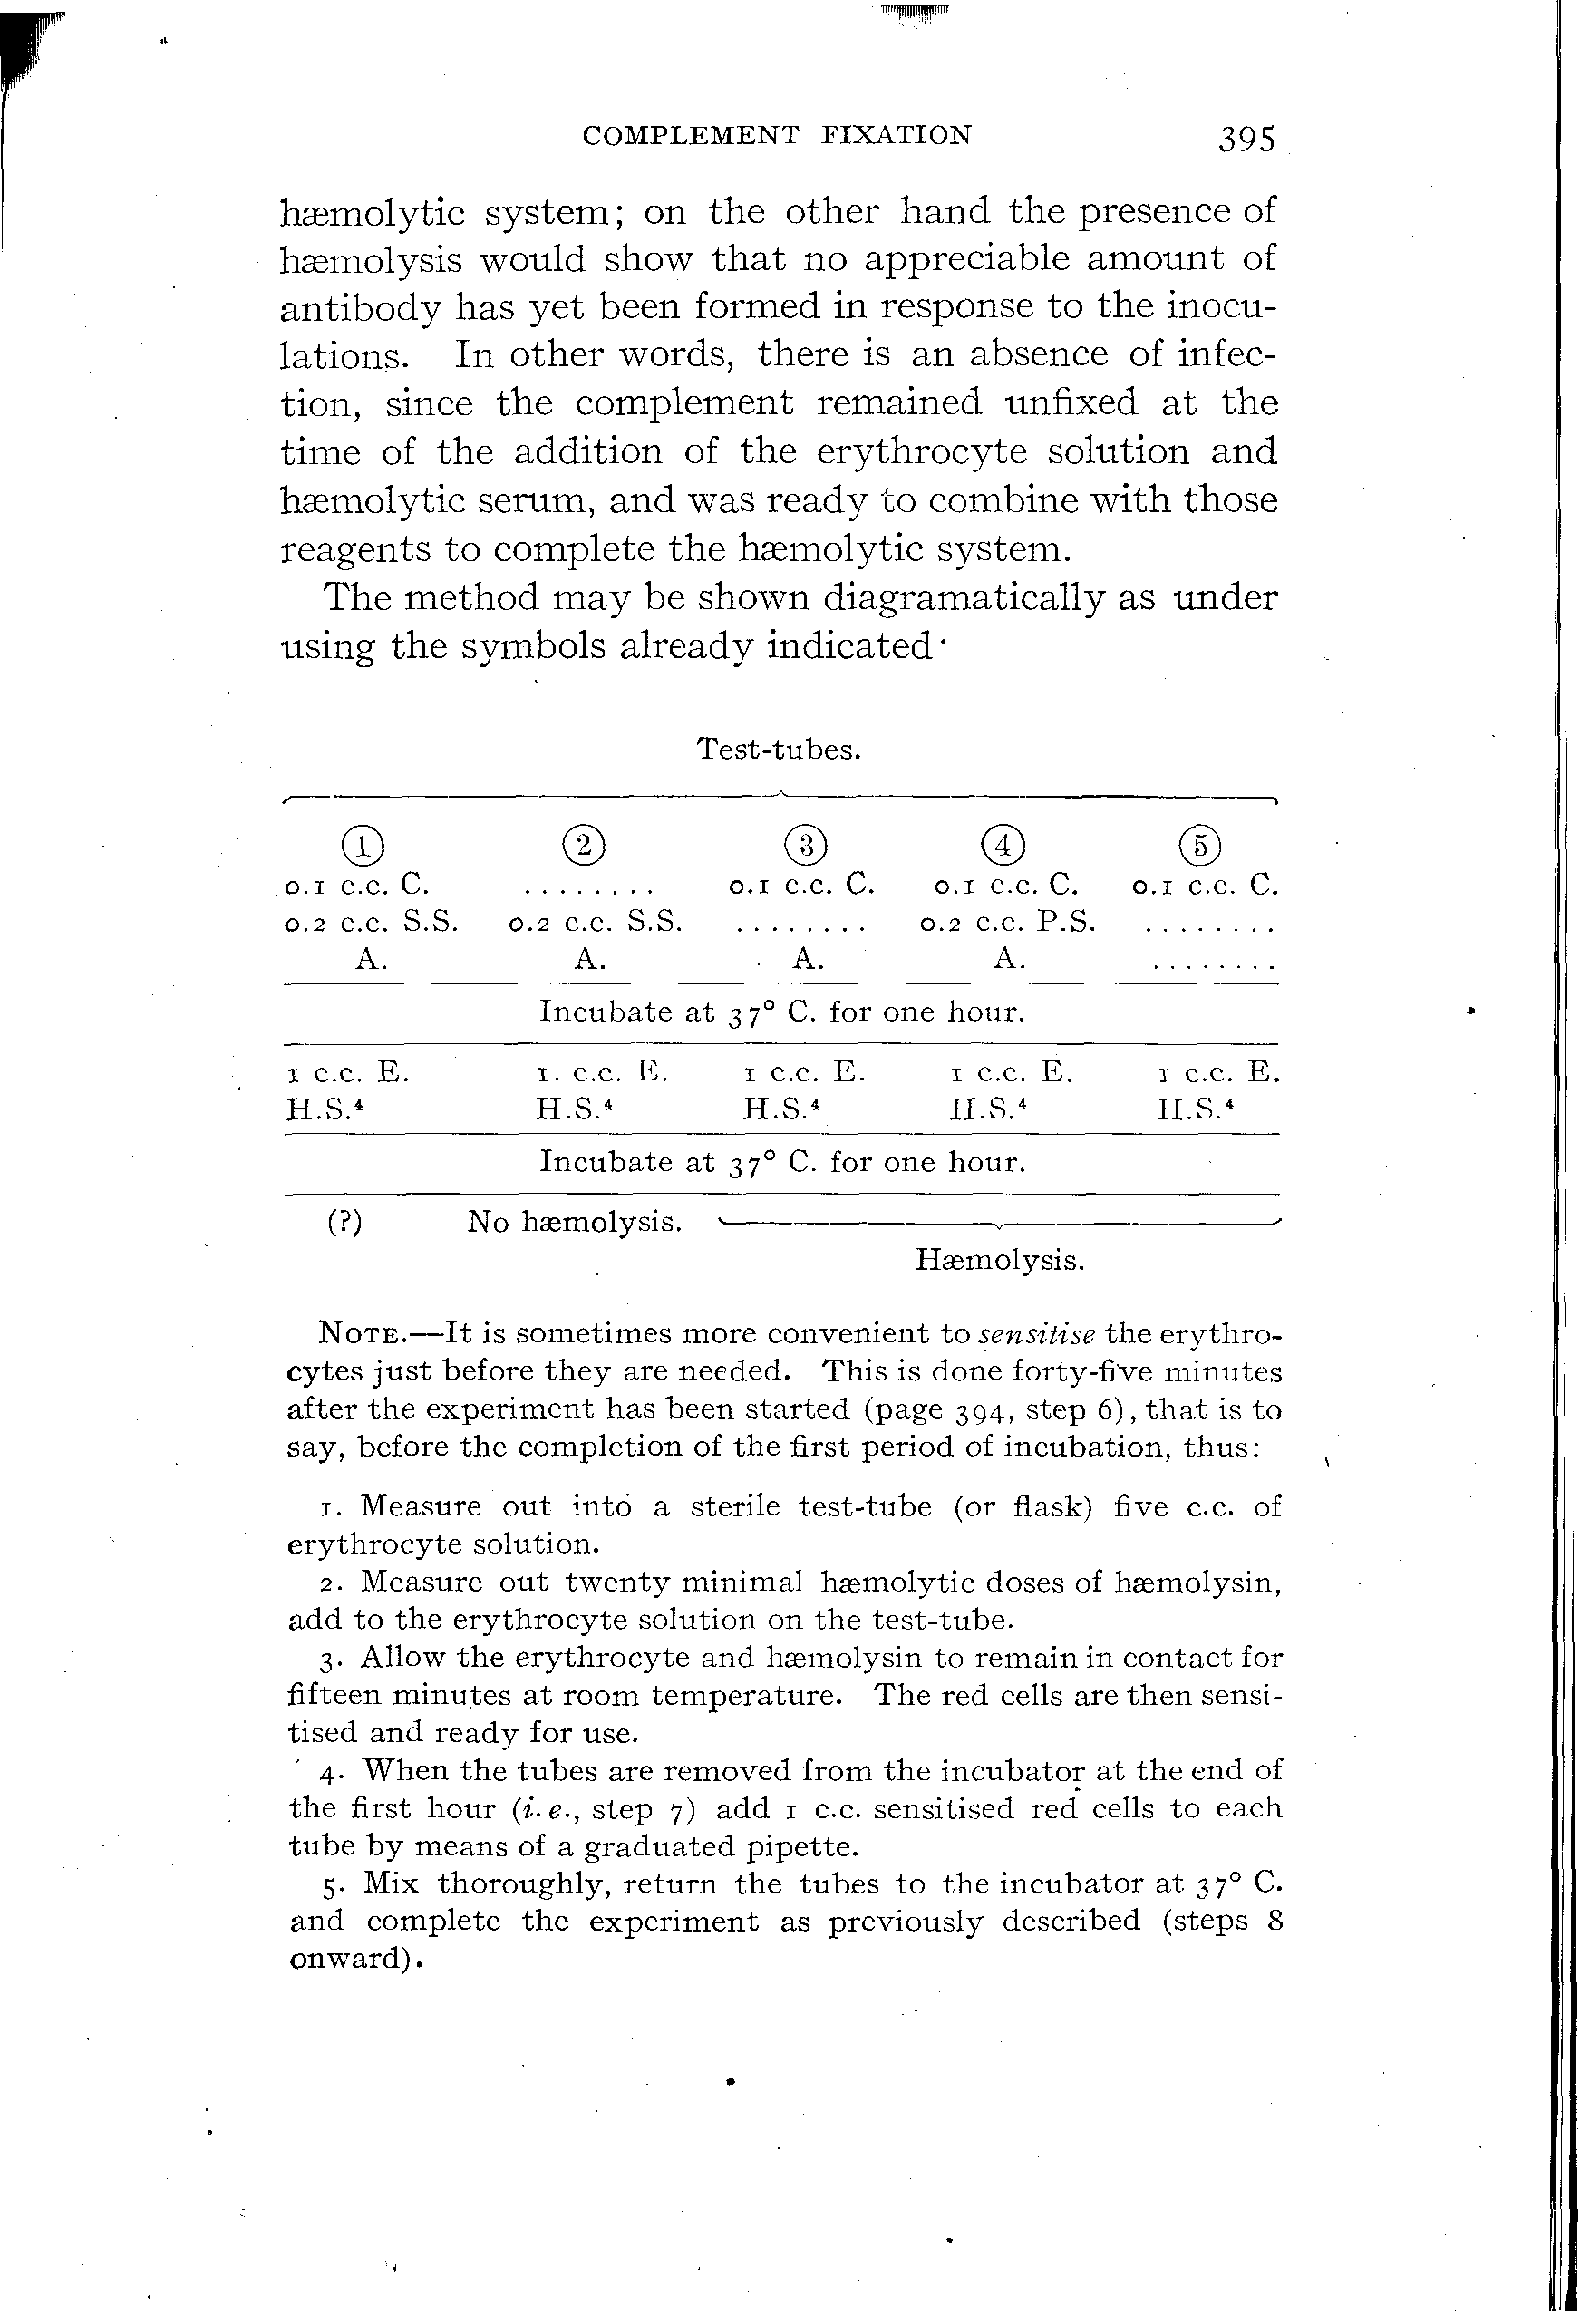 COMPLEMENT FIXATION 395
hæmolytic system; on the other hand the presence of
hæmolysis would show that no appreciable amount of
antibody has yet been formed in response to the inocu-
lations. In other words, there is an absence of infec-
tion, since the complement remained unfixed at the
time of the addition of the erythrocyte solution and
hæmolytic serum, and was ready to combine with those
reagents to complete the hæmolytic system.
The method may be shown diagramatically as under
using the symbols already indicated·
Test-tubes.
① ② ③ ④ ⑤
0.1 c.c. C. ........ 0.1 c.c. C. 0.1 c.c. C. 0.1 c.c. C.
0.2 c.c. S.S. 0.2 c.c. S.S. ........ 0.2 c.c. P.S. ........
A. A. A. A. ........
Incubate at 37° C. for one hour.
1 c.c. E. 1. c.c. E. 1 c.c. E. 1 c.c. E. 1 c.c. E.
H.S.⁴ H.S.⁴ H.S.⁴ H.S.⁴ H.S.⁴
Incubate at 37° C. for one hour.
(?) No hæmolysis.
Hæmolysis.
NOTE.—It is sometimes more convenient to sensitise the erythro-
cytes just before they are needed. This is done forty-five minutes
after the experiment has been started (page 394, step 6), that is to
say, before the completion of the first period of incubation, thus:
1. Measure out into a sterile test-tube (or flask) five c.c. of
erythrocyte solution.
2. Measure out twenty minimal hæmolytic doses of hæmolysin,
add to the erythrocyte solution on the test-tube.
3. Allow the erythrocyte and hæmolysin to remain in contact for
fifteen minutes at room temperature. The red cells are then sensi-
tised and ready for use.
4. When the tubes are removed from the incubator at the end of
the first hour (i. e., step 7) add 1 c.c. sensitised red cells to each
tube by means of a graduated pipette.
5. Mix thoroughly, return the tubes to the incubator at 37° C.
and complete the experiment as previously described (steps 8
onward).